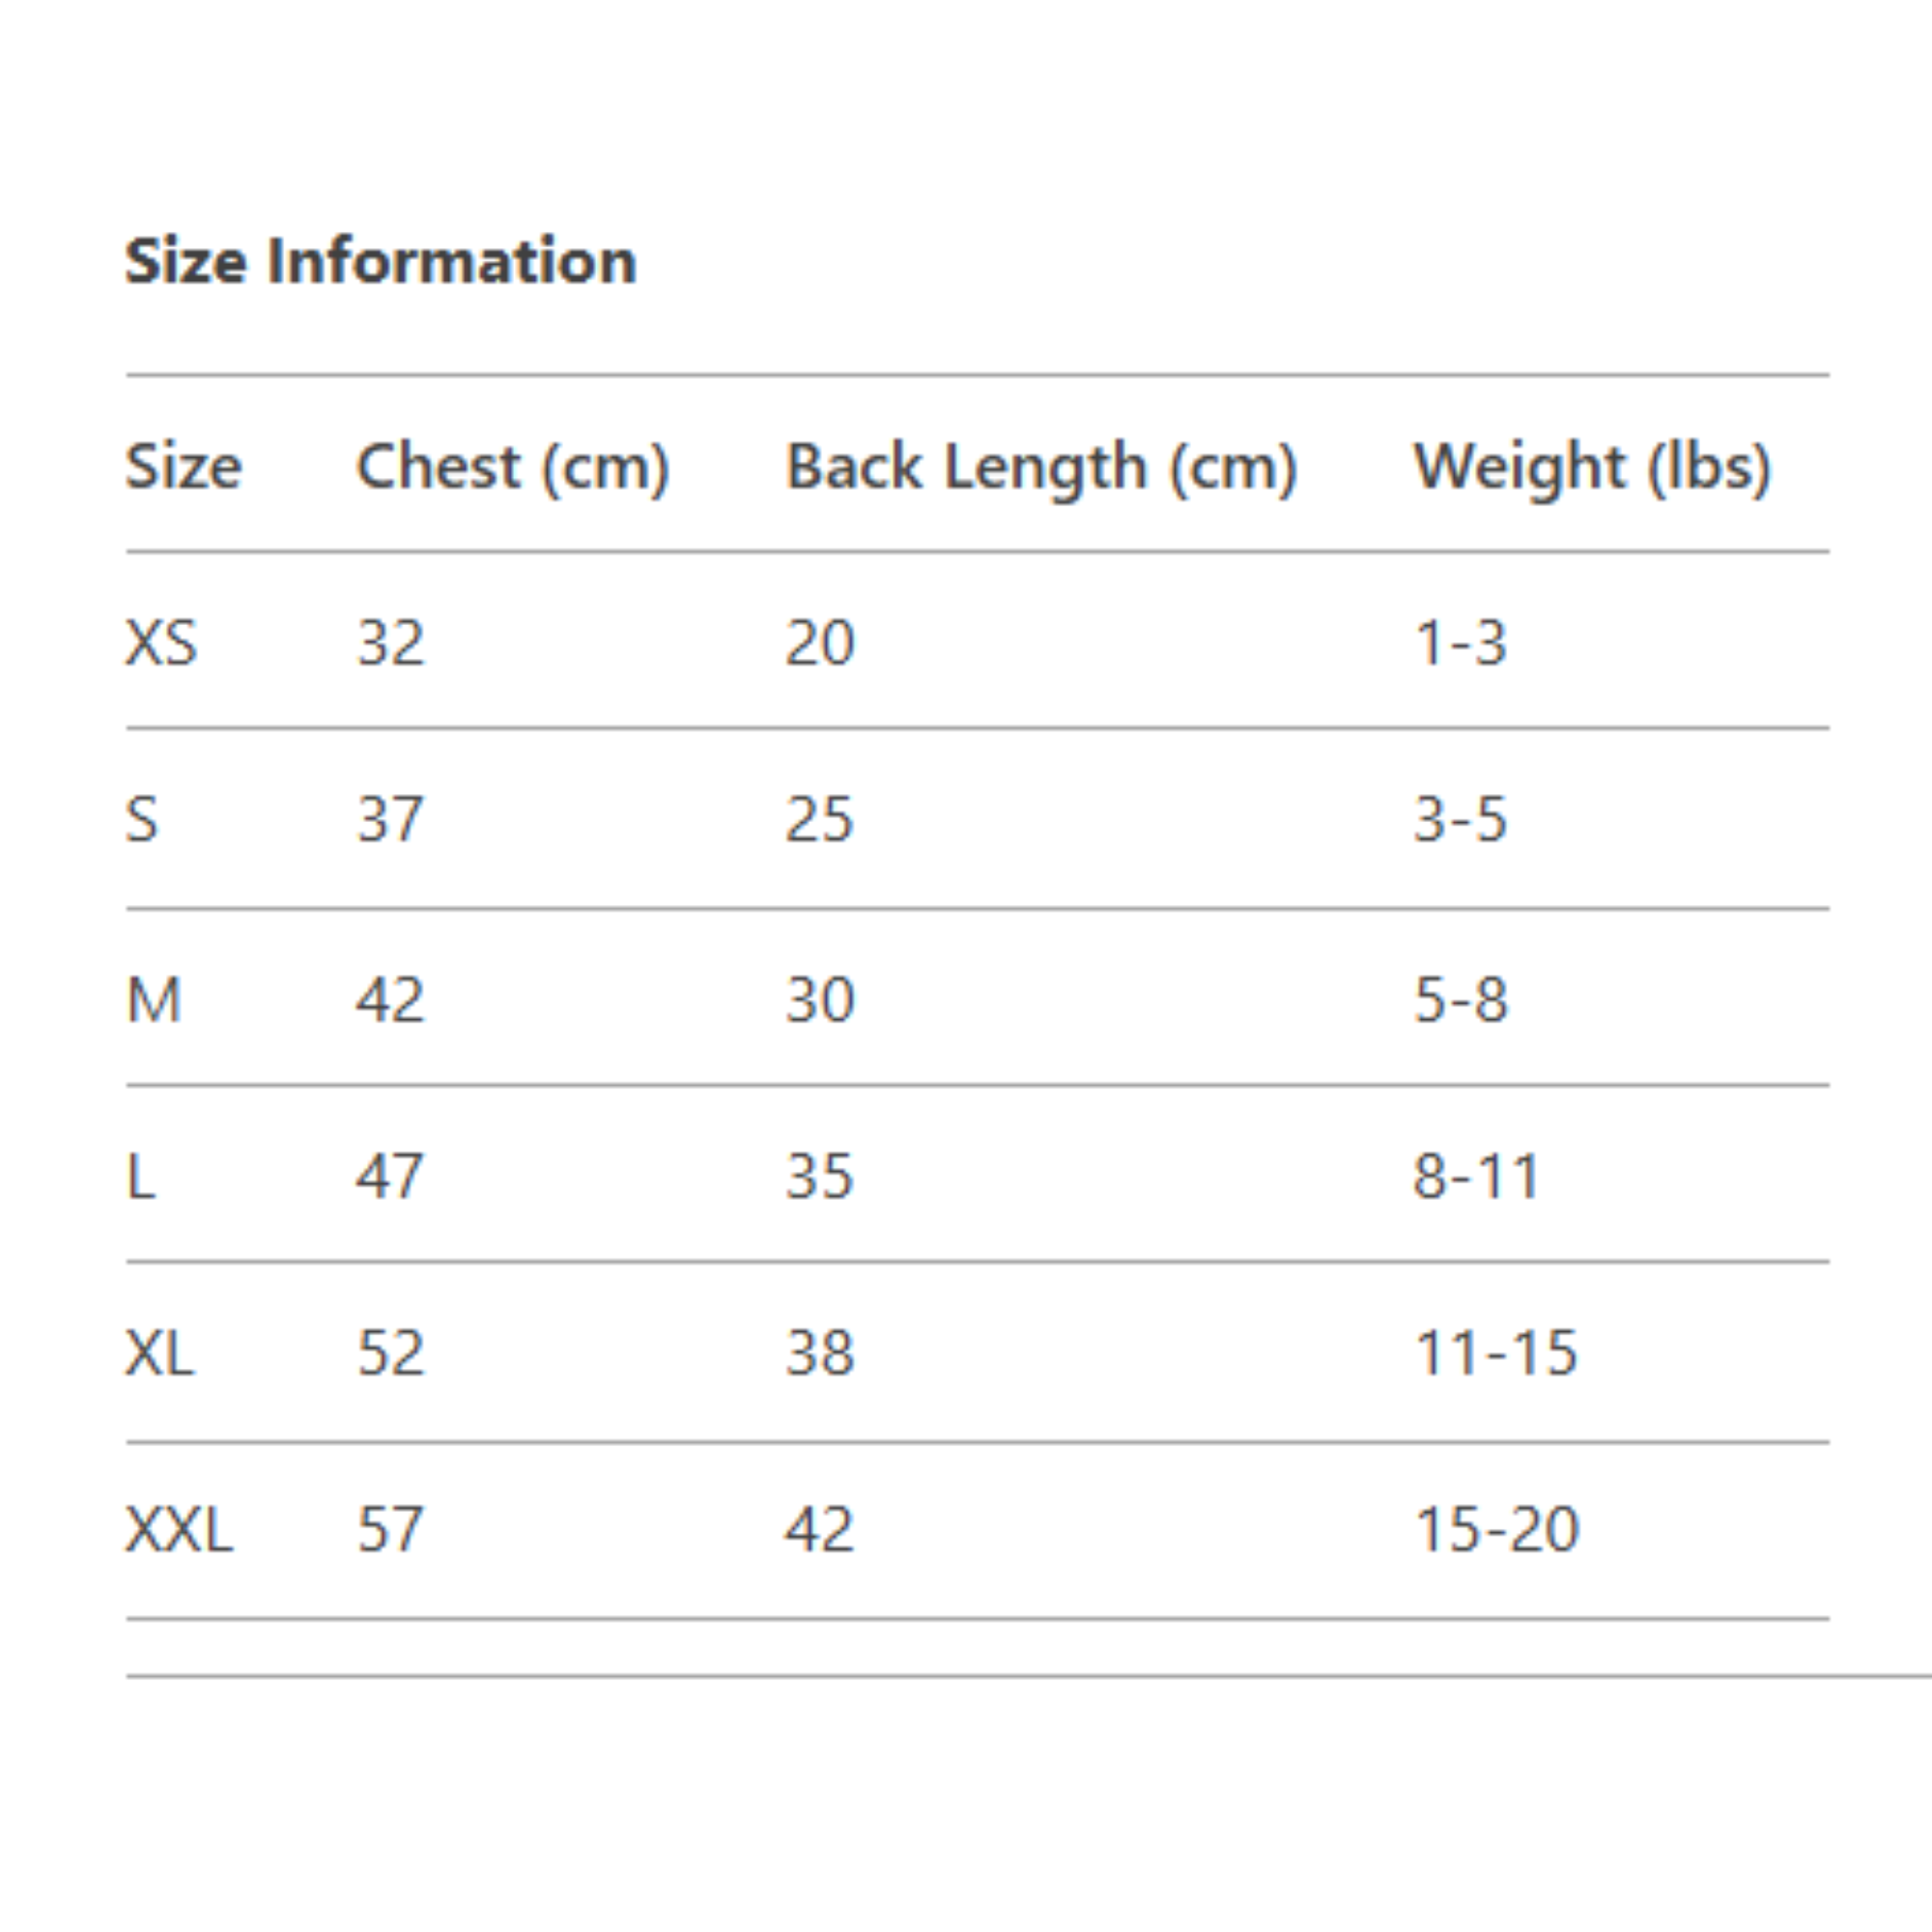 Size Information
Size Chest (cm) Back Length (cm) Weight (lbs)
XS 32 20 1-3
S 37 25 3-5
M 42 30 5-8
L 47 35 8-11
XL 52 38 11-15
XXL 57 42 15-20